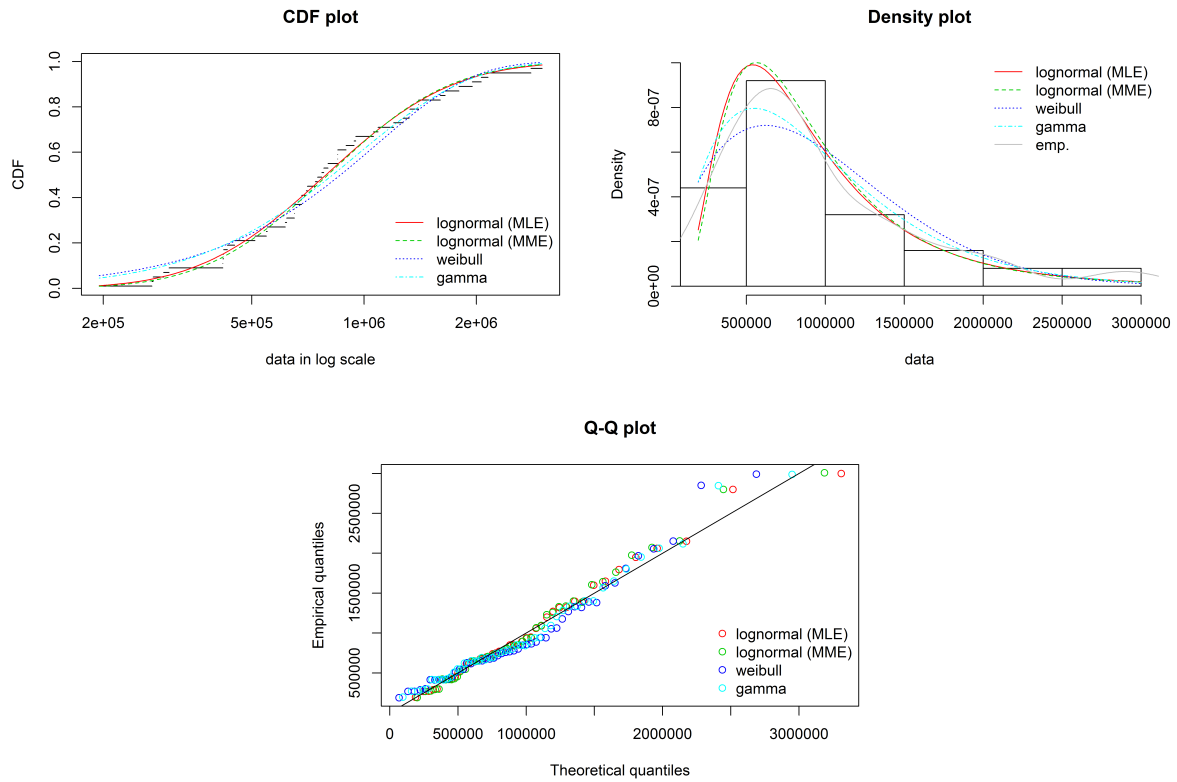 CDF plot
CDF
0.0 0.2 0.4 0.6 0.8 1.0
lognormal (MLE)
lognormal (MME)
weibull
gamma
2e+05 5e+05 1e+06 2e+06
data in log scale
Density plot
Density
0e+00 4e-07 8e-07
lognormal (MLE)
lognormal (MME)
weibull
gamma
emp.
500000 1000000 1500000 2000000 2500000 3000000
data
Q-Q plot
Empirical quantiles
500000 1500000 2500000
lognormal (MLE)
lognormal (MME)
weibull
gamma
0 500000 1000000 2000000 3000000
Theoretical quantiles